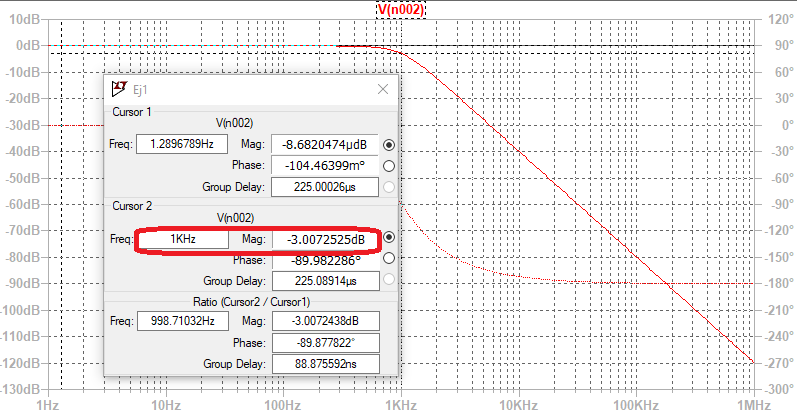 V(n002)
10dB 120°
0dB 90°
-10dB 60°
-20dB 30°
-30dB 0°
-40dB -30°
-50dB -60°
-60dB -90°
-70dB -120°
-80dB -150°
-90dB -180°
-100dB -210°
-110dB -240°
-120dB -270°
-130dB -300°
1Hz 10Hz 100Hz 1KHz 10KHz 100KHz 1MHz
Ej1
Cursor 1
V(n002)
Freq: 1.2896789Hz Mag: -8.6820474µdB
Phase: -104.46399m°
Group Delay: 225.00026µs
Cursor 2
V(n002)
Freq: 1KHz Mag: -3.0072525dB
Phase: -89.982286°
Group Delay: 225.08914µs
Ratio (Cursor2 / Cursor1)
Freq: 998.71032Hz Mag: -3.0072438dB
Phase: -89.877822°
Group Delay: 88.875592ns